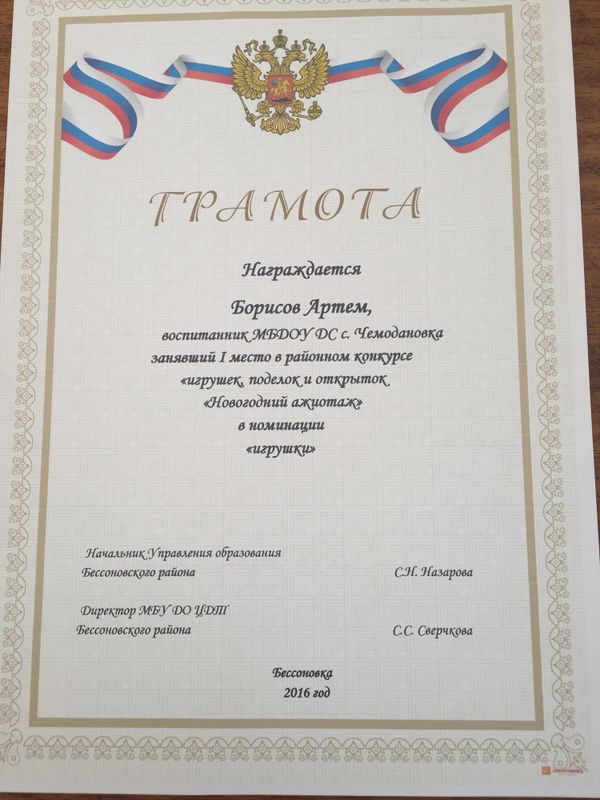 ГРАМОТА
Награждается
Борисов Артем,
воспитанник МБДОУ ДС с. Чемодановка
занявший I место в районном конкурсе
«игрушек, поделок и открыток
«Новогодний ажиотаж»
в номинации
«игрушки»
Начальник Управления образования
Бессоновского района С.Н. Назарова
Директор МБУ ДО ЦДТ
Бессоновского района С.С. Сверчкова
Бессоновка
2016 год